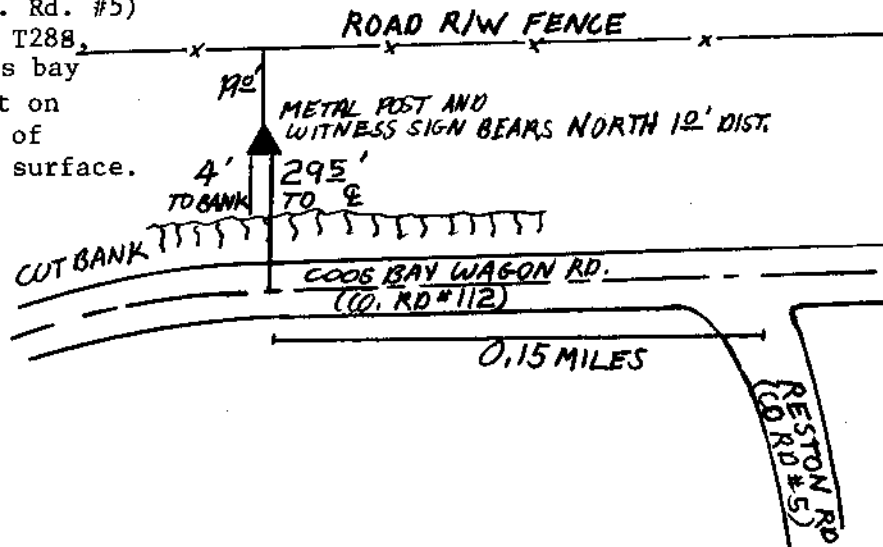 . Rd. #5)
T28S,
s bay
t on
of
surface.
ROAD R/W FENCE
METAL POST AND
WITNESS SIGN BEARS NORTH 1.0' DIST.
4'
TO BANK
29.5'
TO ℄
CUT BANK
COOS BAY WAGON RD.
(CO. RD #112)
0.15 MILES
RESTON RD
(CO RD #5)